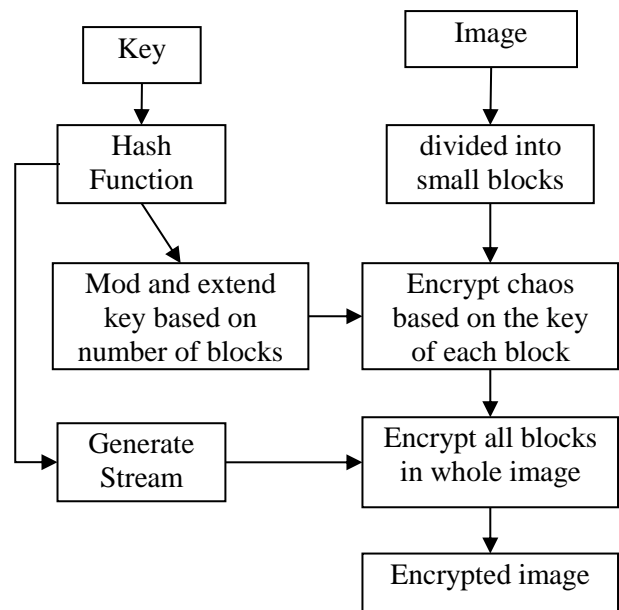 Key
Image
Hash
Function
divided into
small blocks
Mod and extend
key based on
number of blocks
Encrypt chaos
based on the key
of each block
Generate
Stream
Encrypt all blocks
in whole image
Encrypted image